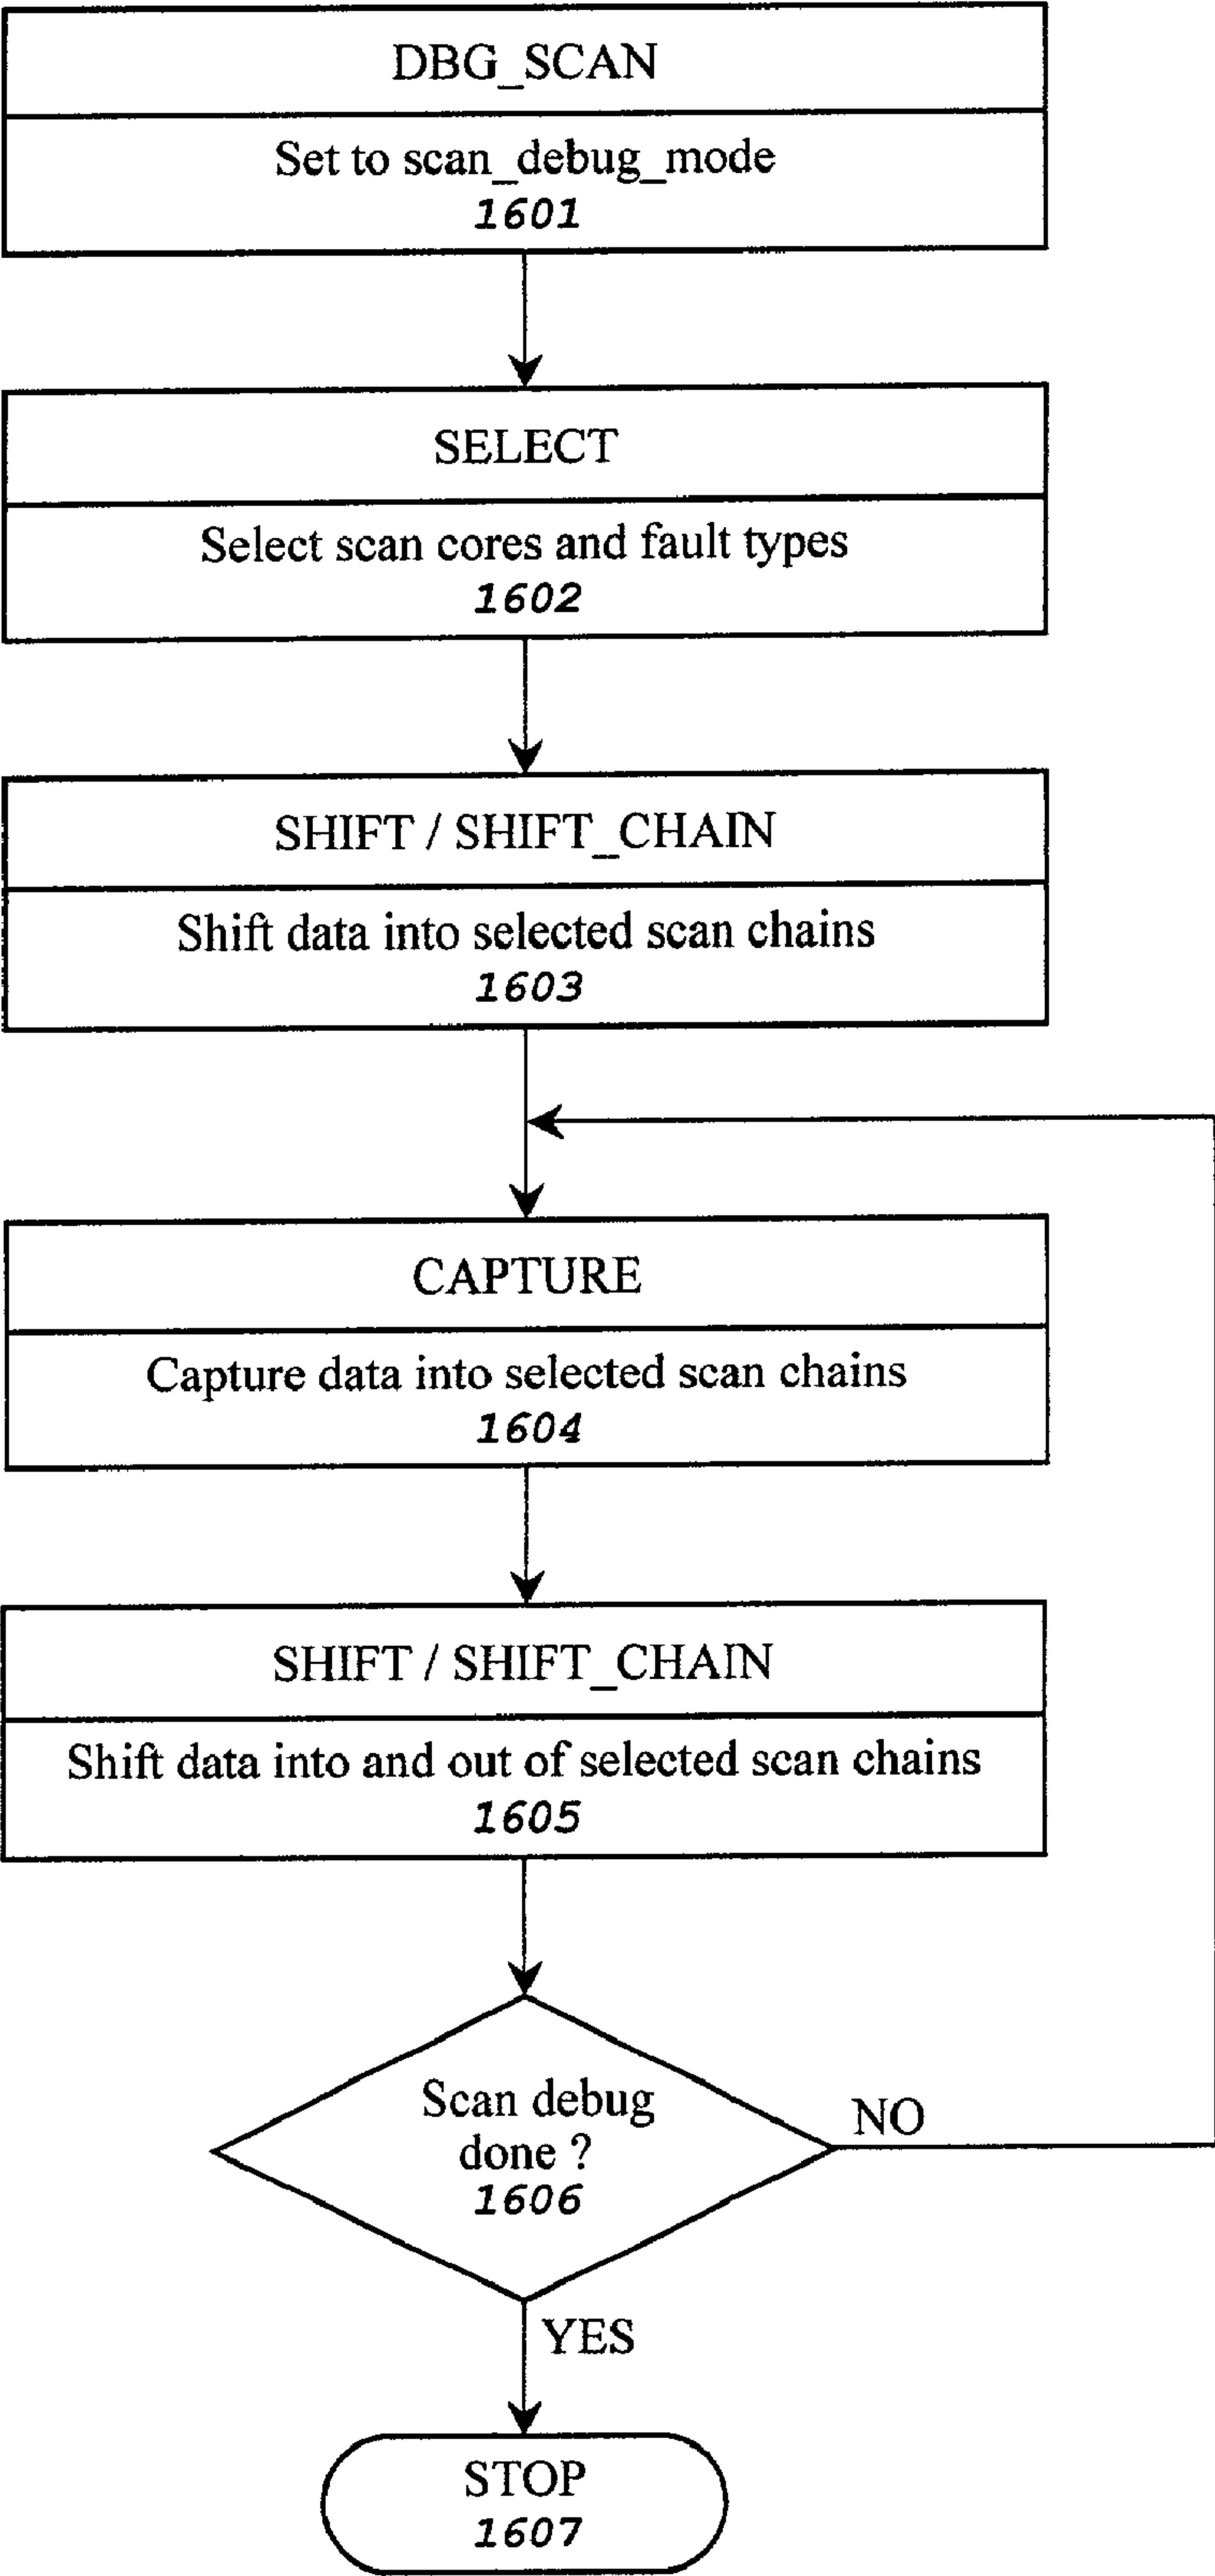 DBG_SCAN
Set to scan_debug_mode
1601
SELECT
Select scan cores and fault types
1602
SHIFT / SHIFT_CHAIN
Shift data into selected scan chains
1603
CAPTURE
Capture data into selected scan chains
1604
SHIFT / SHIFT_CHAIN
Shift data into and out of selected scan chains
1605
Scan debug
done ?
1606
NO
YES
STOP
1607